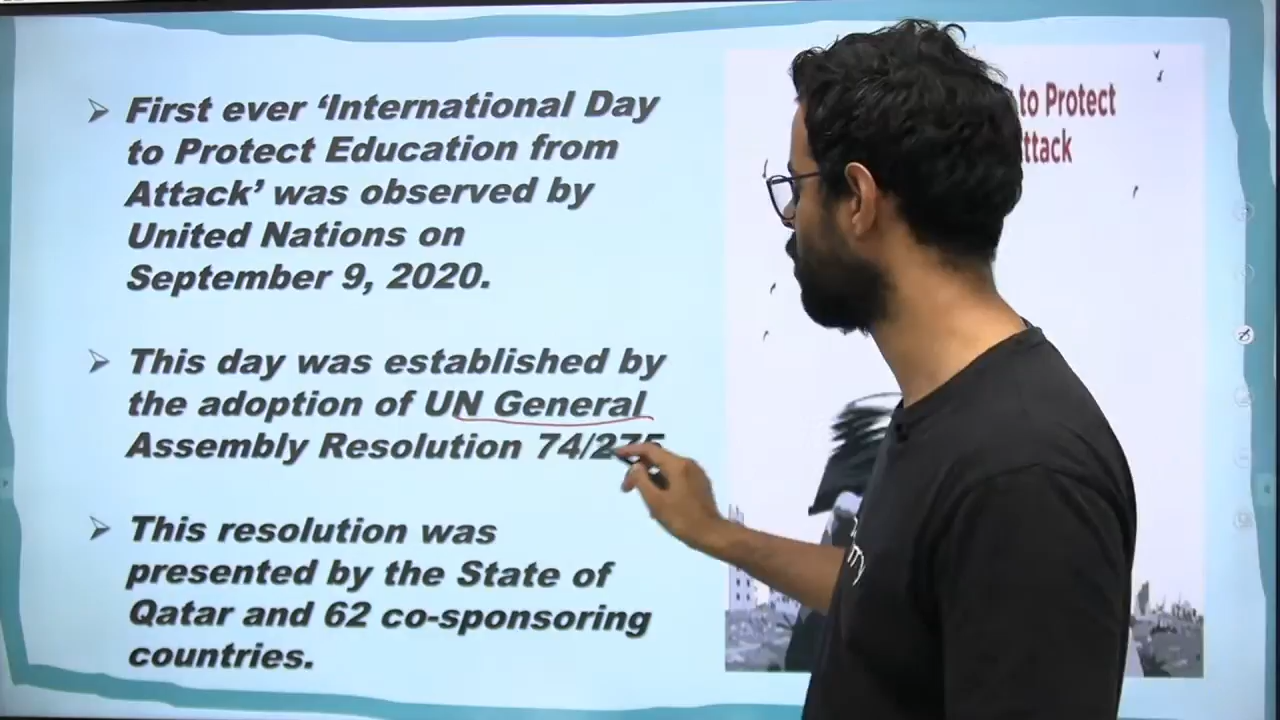 First ever ‘International Day
to Protect Education from
Attack’ was observed by
United Nations on
September 9, 2020.
This day was established by
the adoption of UN General
Assembly Resolution 74/275
This resolution was
presented by the State of
Qatar and 62 co-sponsoring
countries.
to Protect